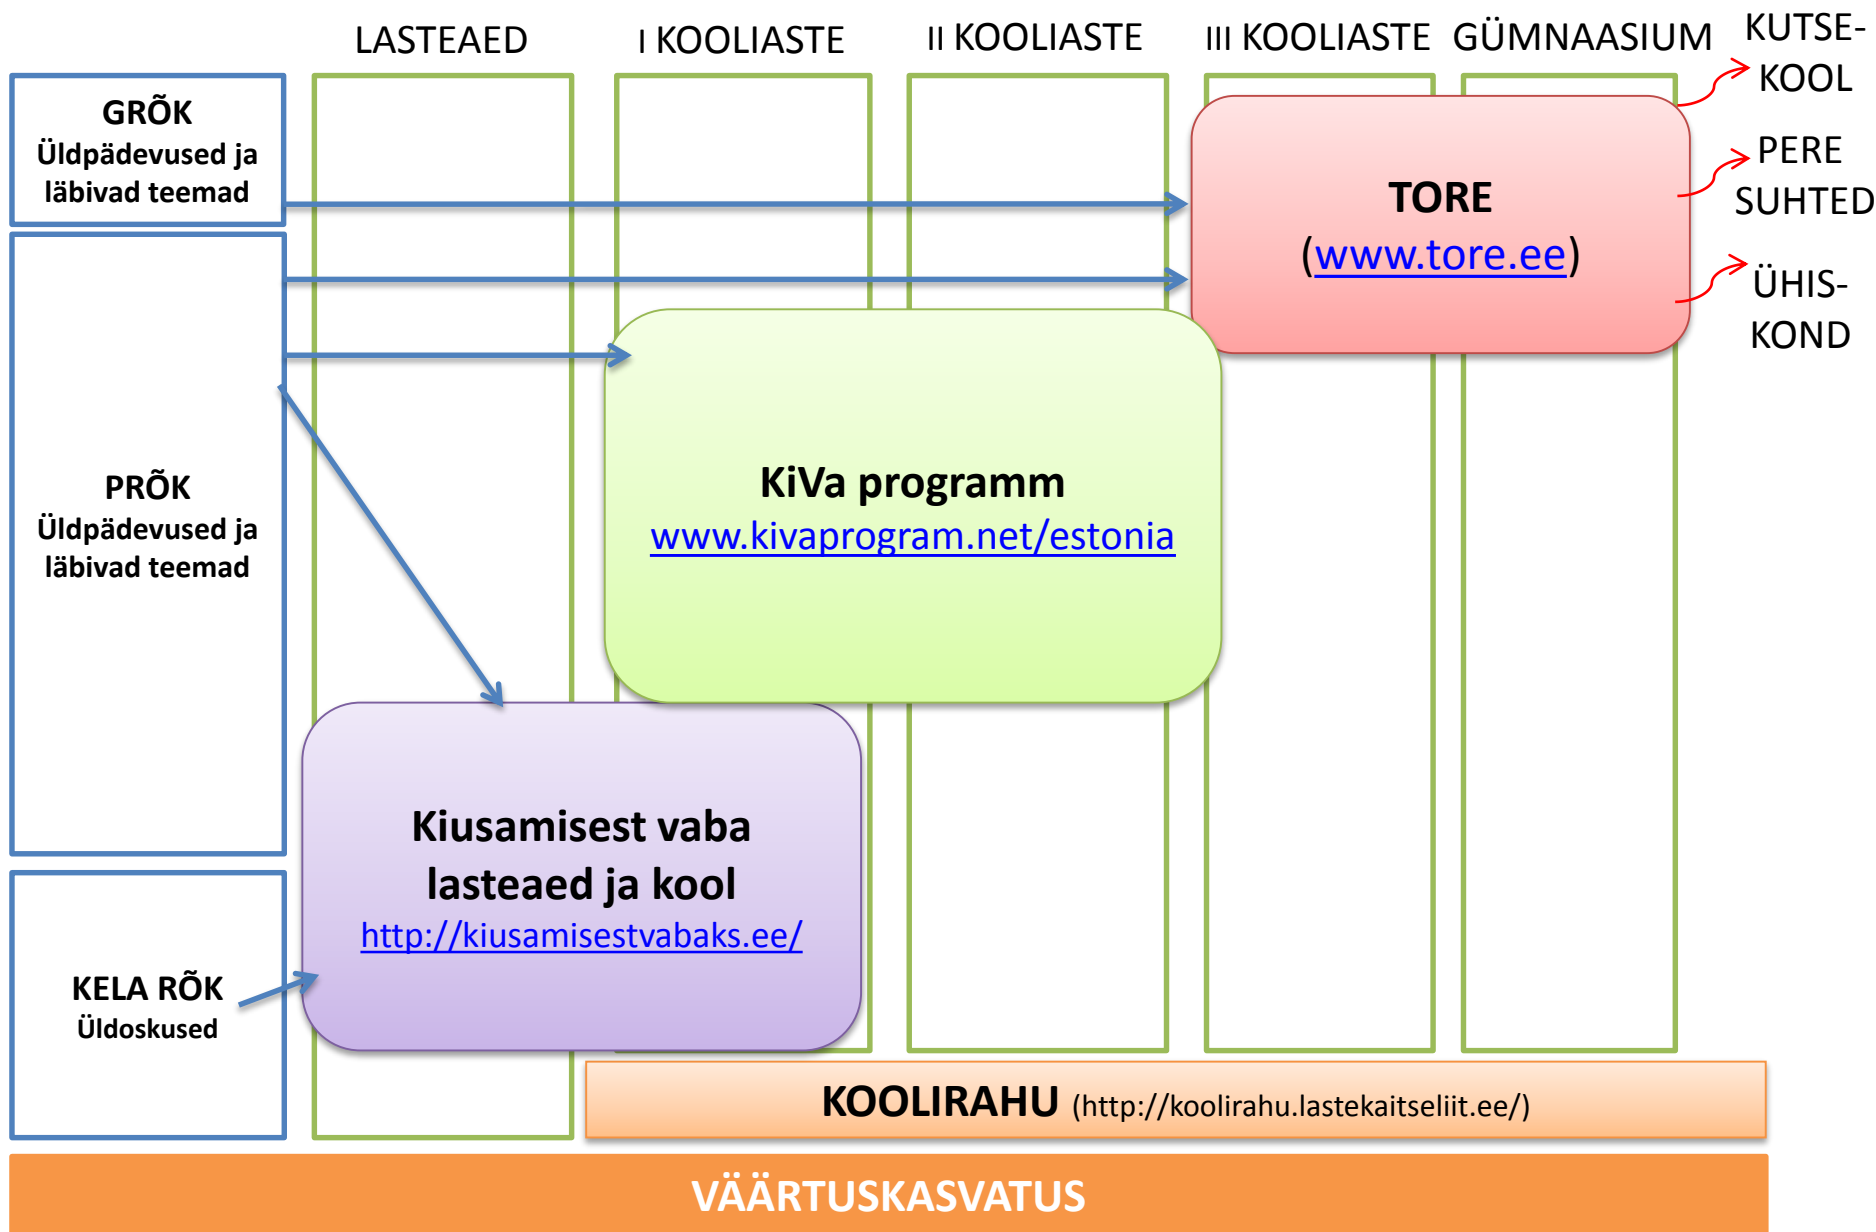 LASTEAED
I KOOLIASTE
II KOOLIASTE
III KOOLIASTE
GÜMNAASIUM
KUTSE-
KOOL
PERE
SUHTED
ÜHIS-
KOND
GRÕK
Üldpädevused ja
läbivad teemad
TORE
(www.tore.ee)
PRÕK
Üldpädevused ja
läbivad teemad
KiVa programm
www.kivaprogram.net/estonia
Kiusamisest vaba
lasteaed ja kool
http://kiusamisestvabaks.ee/
KELA RÕK
Üldoskused
KOOLIRAHU (http://koolirahu.lastekaitseliit.ee/)
VÄÄRTUSKASVATUS